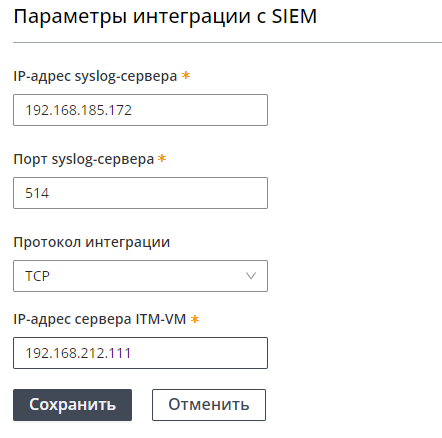 Параметры интеграции с SIEM
IP-адрес syslog-сервера *
192.168.185.172
Порт syslog-сервера *
514
Протокол интеграции
TCP
IP-адрес сервера ITM-VM *
192.168.212.111
Сохранить
Отменить